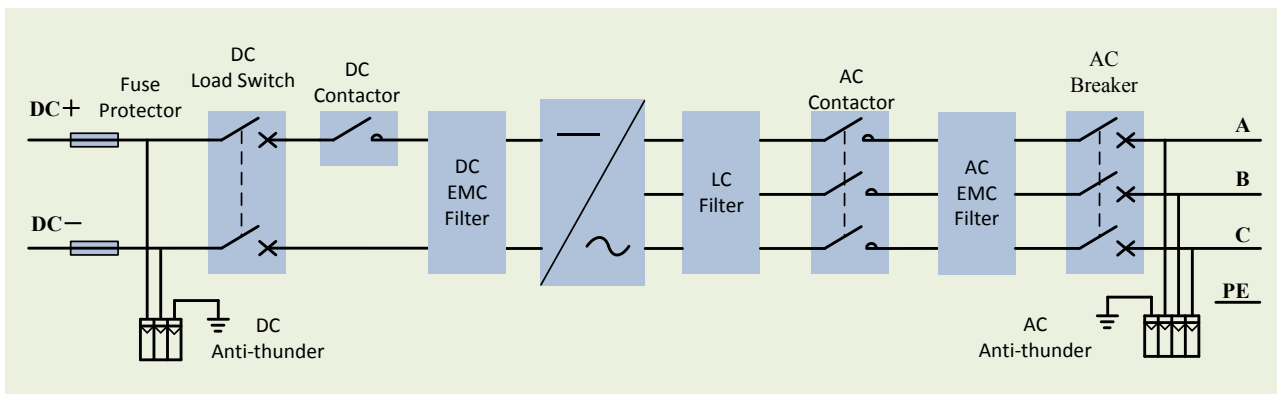 DC+
Fuse
Protector
DC
Load Switch
DC
Contactor
AC
Contactor
AC
Breaker
A
B
C
DC−
DC
EMC
Filter
LC
Filter
AC
EMC
Filter
PE
DC
Anti-thunder
AC
Anti-thunder